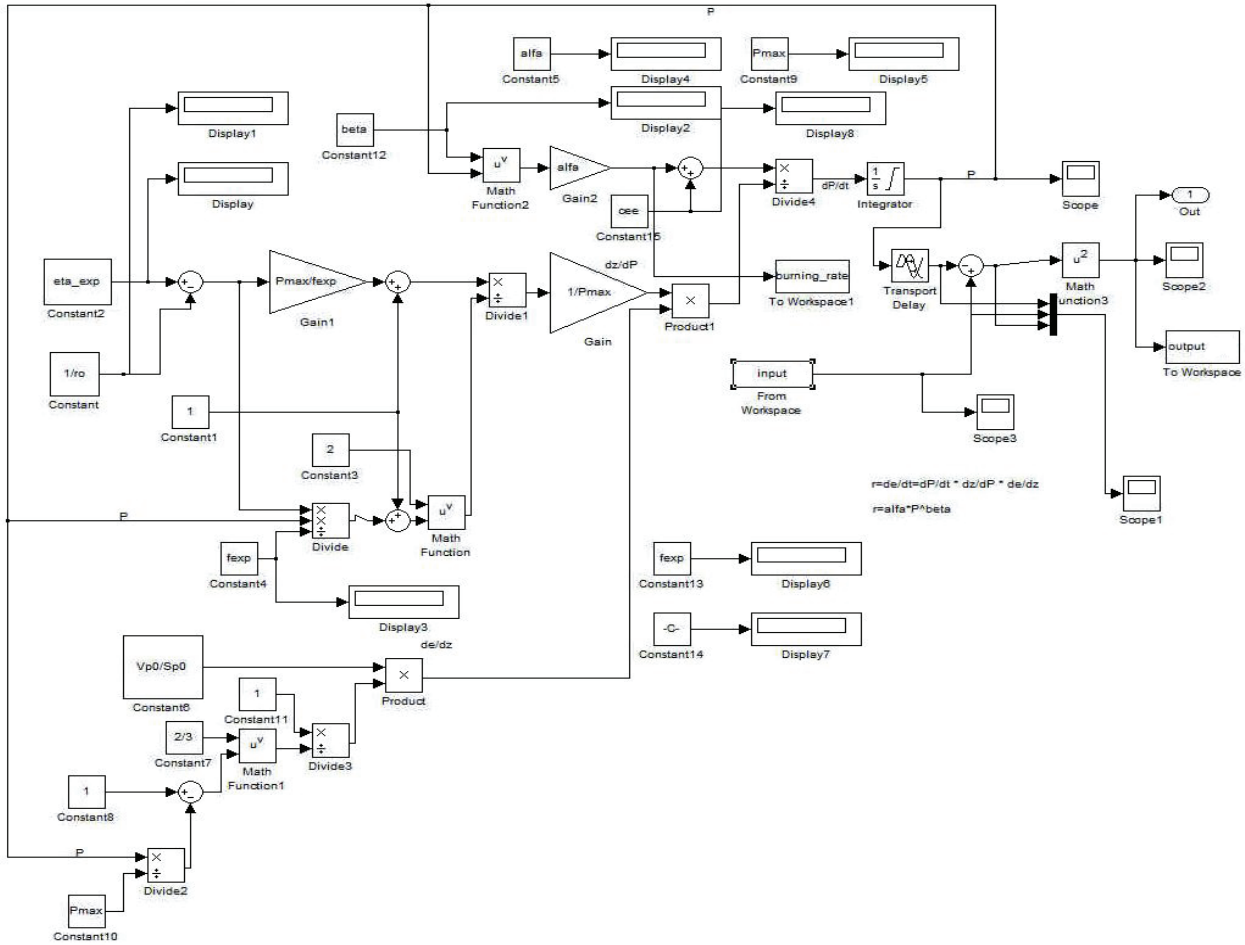 P
alfa
Constant5
Display4
Pmax
Constant9
Display5
Display1
beta
Constant12
Display2
Display8
Display
u^v
Math
Function2
alfa
Gain2
cee
Constant15
×
÷
Divide4
dP/dt
1
s
Integrator
P
Scope
1
Out
eta_exp
Constant2
+
-
Pmax/fexp
Gain1
+
+
×
÷
Divide1
dz/dP
1/Pmax
Gain
×
Product1
burning_rate
To Workspace1
Transport
Delay
-
+
u²
Math
Function3
Scope2
output
To Workspace
1/ro
Constant
1
Constant1
2
Constant3
input
From
Workspace
Scope3
r=de/dt=dP/dt * dz/dP * de/dz
r=alfa*P^beta
Scope1
P
×
×
÷
Divide
+
+
u^v
Math
Function
fexp
Constant4
Display3
fexp
Constant13
Display6
-C-
Constant14
Display7
de/dz
Vp0/Sp0
Constant6
×
Product
1
Constant11
2/3
Constant7
u^v
Math
Function1
×
÷
Divide3
1
Constant8
+
-
P
×
÷
Divide2
Pmax
Constant10